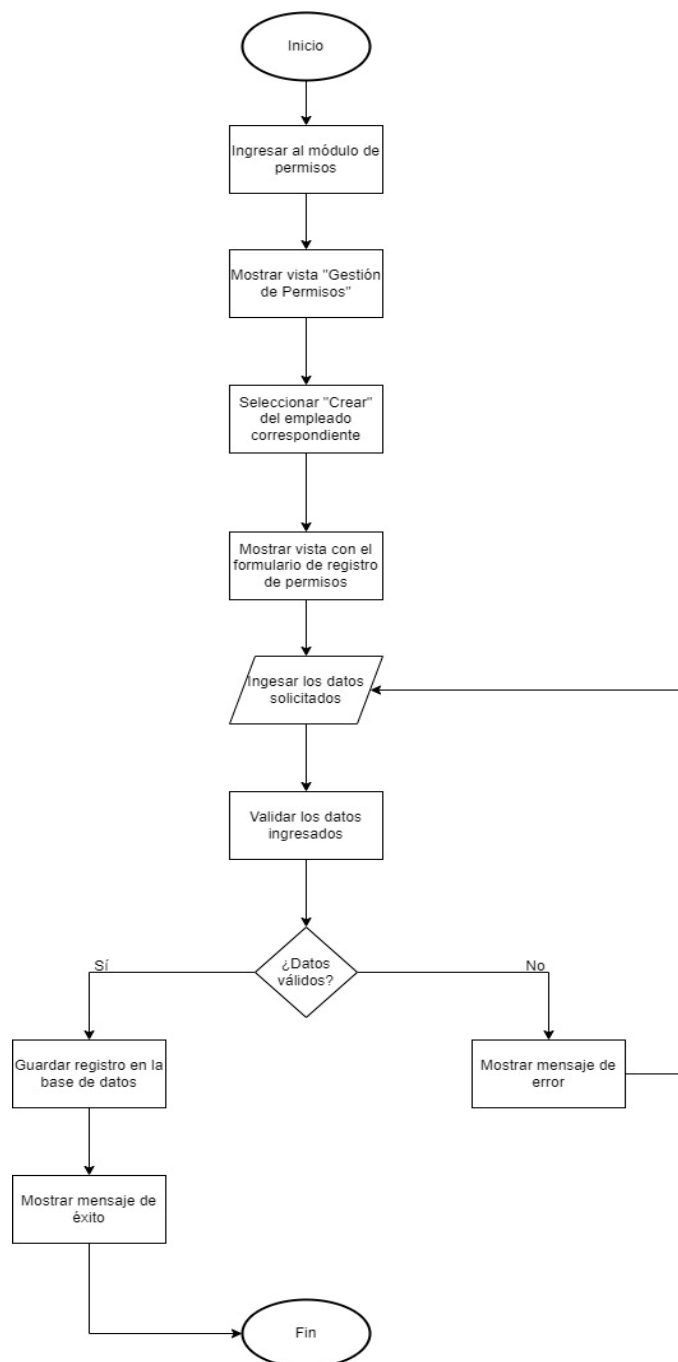 Inicio
Ingresar al módulo de
permisos
Mostrar vista "Gestión
de Permisos"
Seleccionar "Crear"
del empleado
correspondiente
Mostrar vista con el
formulario de registro
de permisos
Ingesar los datos
solicitados
Validar los datos
ingresados
¿Datos
válidos?
Sí
No
Guardar registro en la
base de datos
Mostrar mensaje de
error
Mostrar mensaje de
éxito
Fin